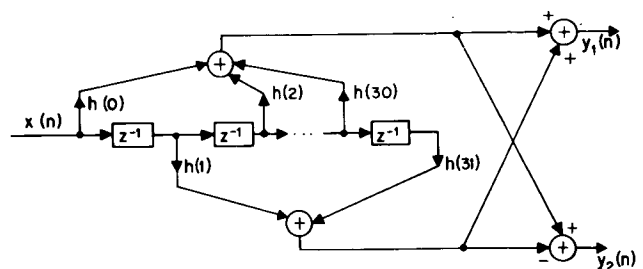 +
+
y₁(n)
+
+
h(0)
h(2)
h(30)
x(n)
z⁻¹
z⁻¹
...
z⁻¹
h(1)
h(31)
+
+
-
+
y₂(n)